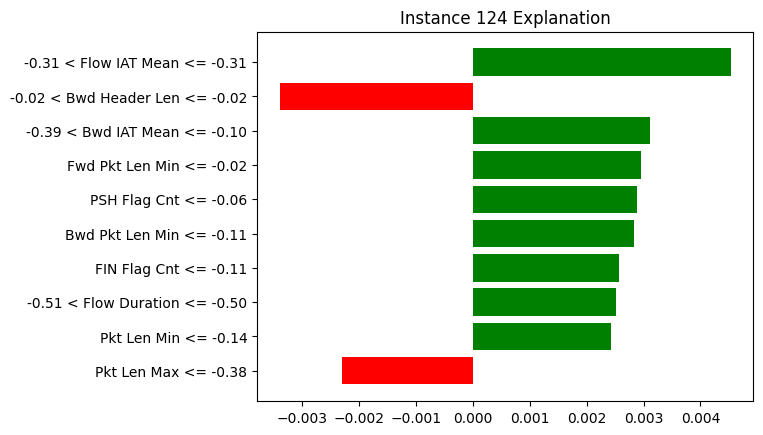 Instance 124 Explanation
-0.31 < Flow IAT Mean <= -0.31
-0.02 < Bwd Header Len <= -0.02
-0.39 < Bwd IAT Mean <= -0.10
Fwd Pkt Len Min <= -0.02
PSH Flag Cnt <= -0.06
Bwd Pkt Len Min <= -0.11
FIN Flag Cnt <= -0.11
-0.51 < Flow Duration <= -0.50
Pkt Len Min <= -0.14
Pkt Len Max <= -0.38
−0.003 −0.002 −0.001 0.000 0.001 0.002 0.003 0.004